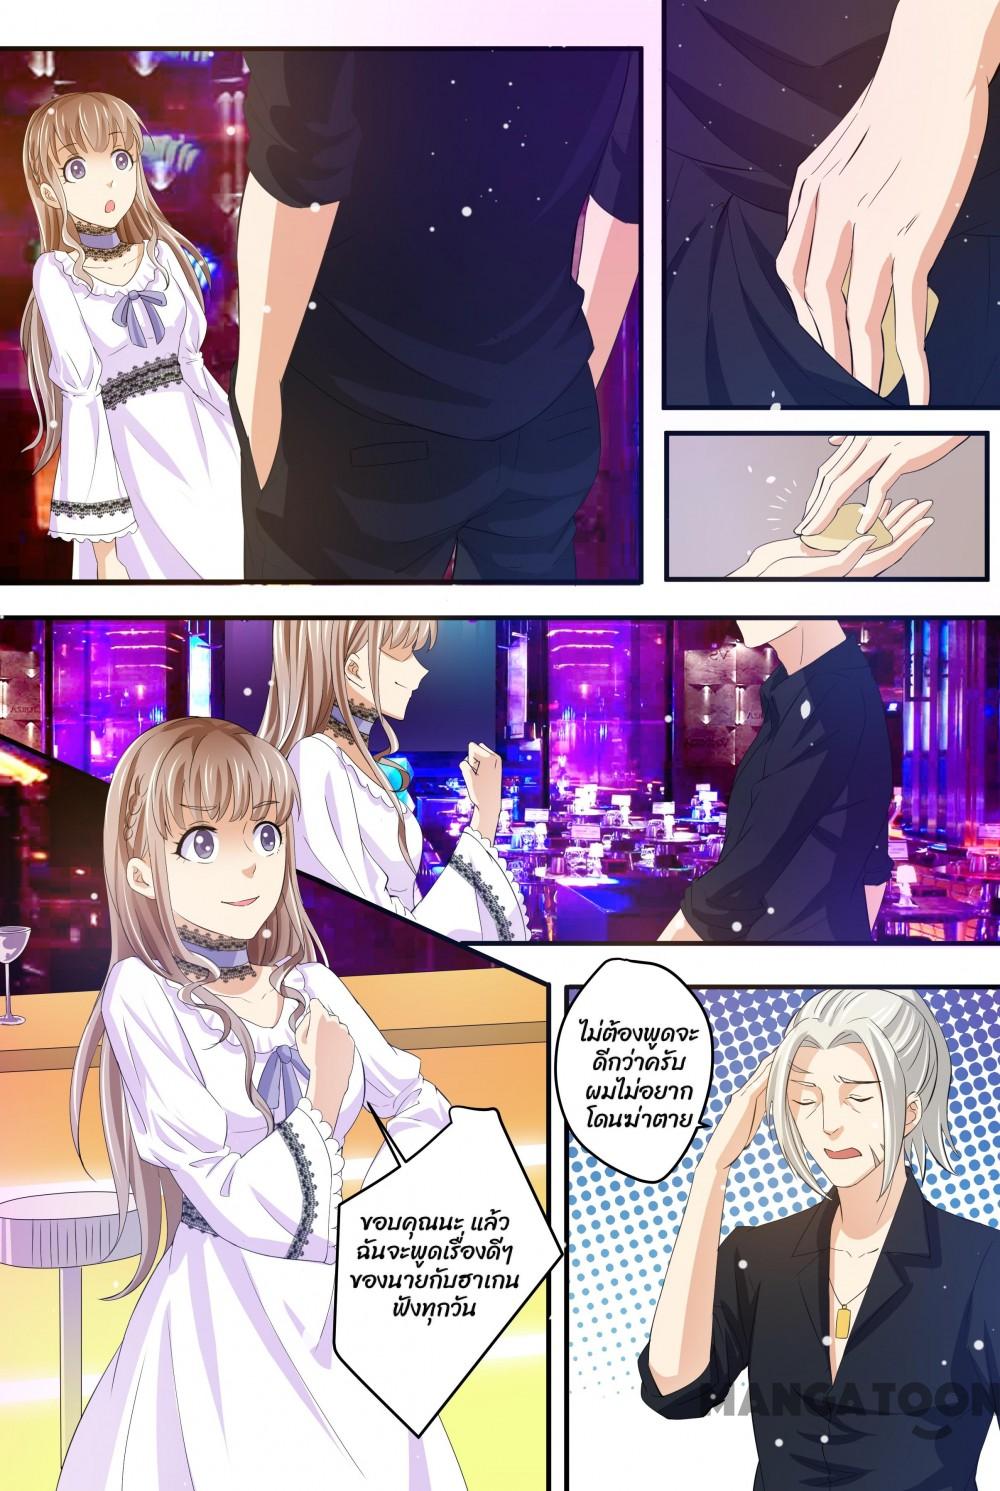 ขอบคุณนะ แล้ว
ฉันจะพูดเรื่องดีๆ
ของนายกับฮาเกน
ฟังทุกวัน
ไม่ต้องพูดจะ
ดีกว่าครับ
ผมไม่อยาก
โดนฆ่าตาย
MANGATOON